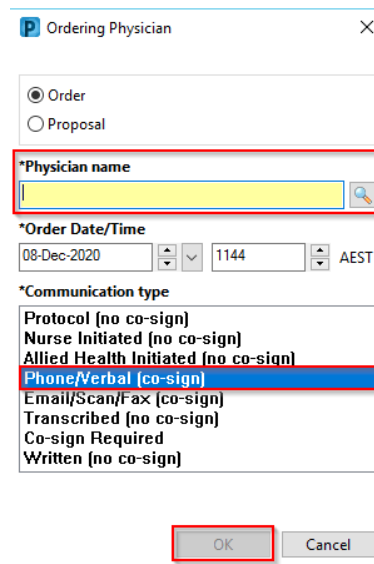 Ordering Physician
Order
Proposal
*Physician name
*Order Date/Time
08-Dec-2020 1144 AEST
*Communication type
Protocol (no co-sign)
Nurse Initiated (no co-sign)
Allied Health Initiated (no co-sign)
Phone/Verbal (co-sign)
Email/Scan/Fax (co-sign)
Transcribed (no co-sign)
Co-sign Required
Written (no co-sign)
OK Cancel